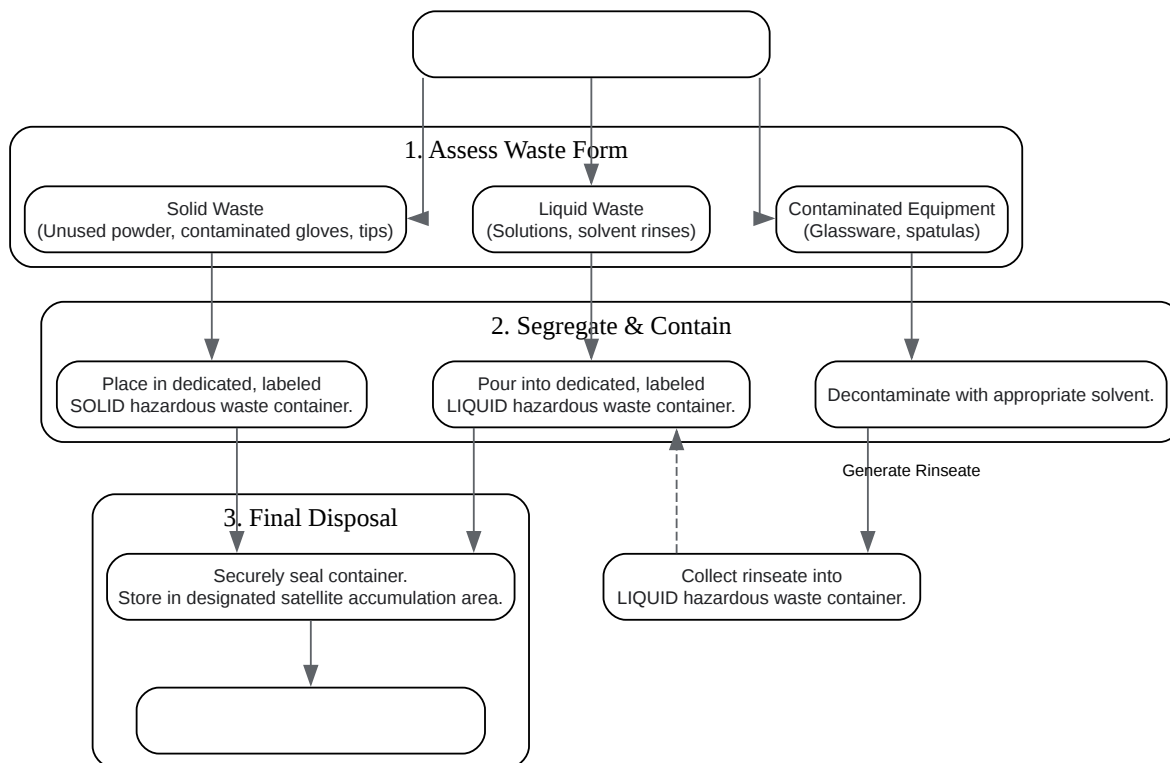 1. Assess Waste Form
Solid Waste
(Unused powder, contaminated gloves, tips)
Liquid Waste
(Solutions, solvent rinses)
Contaminated Equipment
(Glassware, spatulas)
2. Segregate & Contain
Place in dedicated, labeled
SOLID hazardous waste container.
Pour into dedicated, labeled
LIQUID hazardous waste container.
Decontaminate with appropriate solvent.
Generate Rinseate
3. Final Disposal
Securely seal container.
Store in designated satellite accumulation area.
Collect rinseate into
LIQUID hazardous waste container.